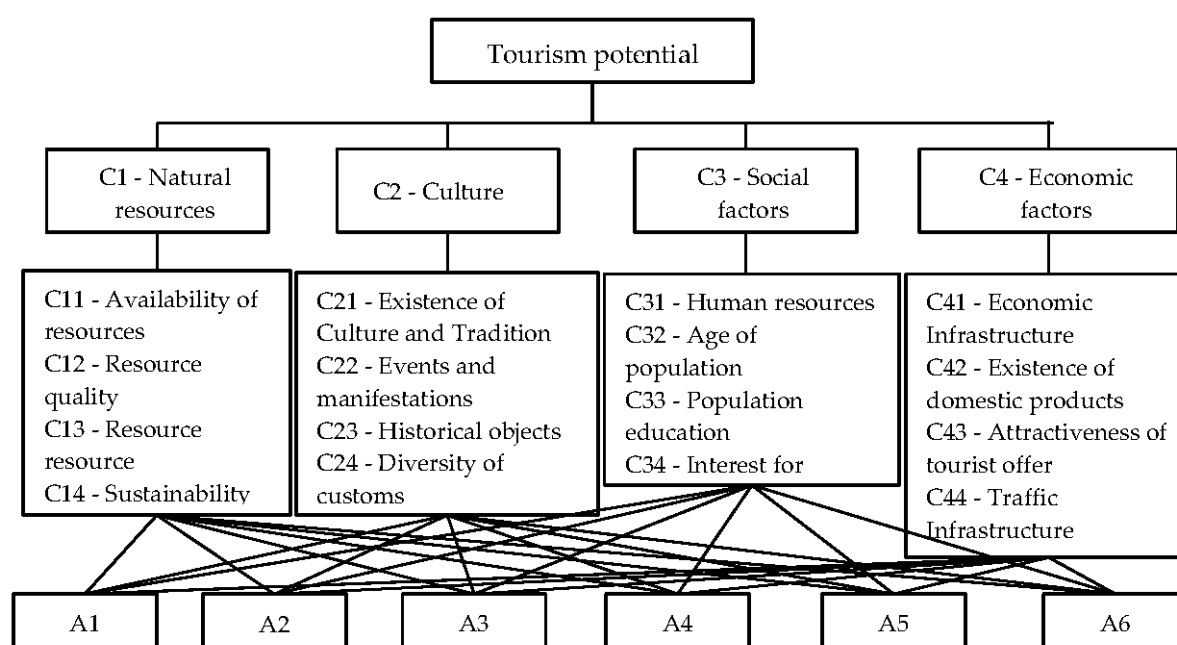 Tourism potential
C1 - Natural
resources
C2 - Culture
C3 - Social
factors
C4 - Economic
factors
C11 - Availability of
resources
C12 - Resource
quality
C13 - Resource
resource
C14 - Sustainability
C21 - Existence of
Culture and Tradition
C22 - Events and
manifestations
C23 - Historical objects
C24 - Diversity of
customs
C31 - Human resources
C32 - Age of
population
C33 - Population
education
C34 - Interest for
C41 - Economic
Infrastructure
C42 - Existence of
domestic products
C43 - Attractiveness of
tourist offer
C44 - Traffic
Infrastructure
A1
A2
A3
A4
A5
A6